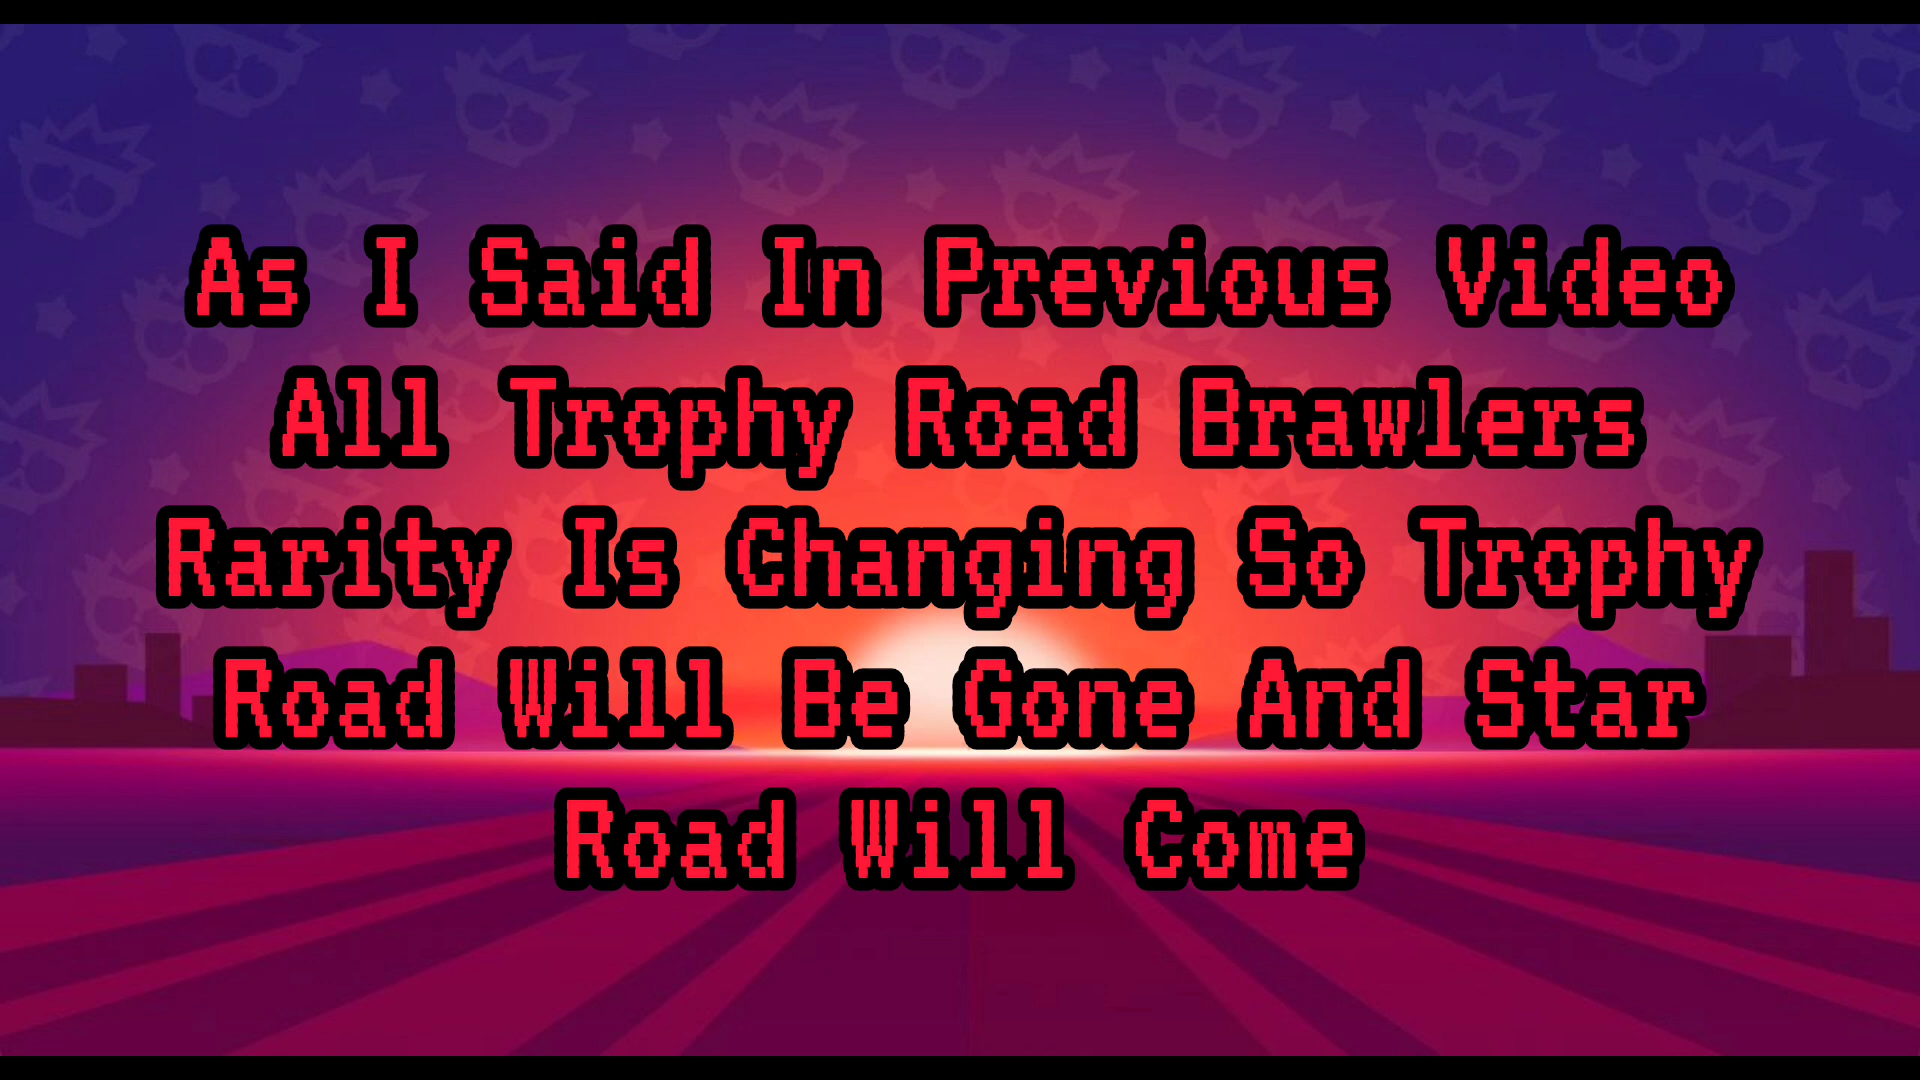 As I Said In Previous Video
All Trophy Road Brawlers
Rarity Is Changing So Trophy
Road Will Be Gone And Star
Road Will Come